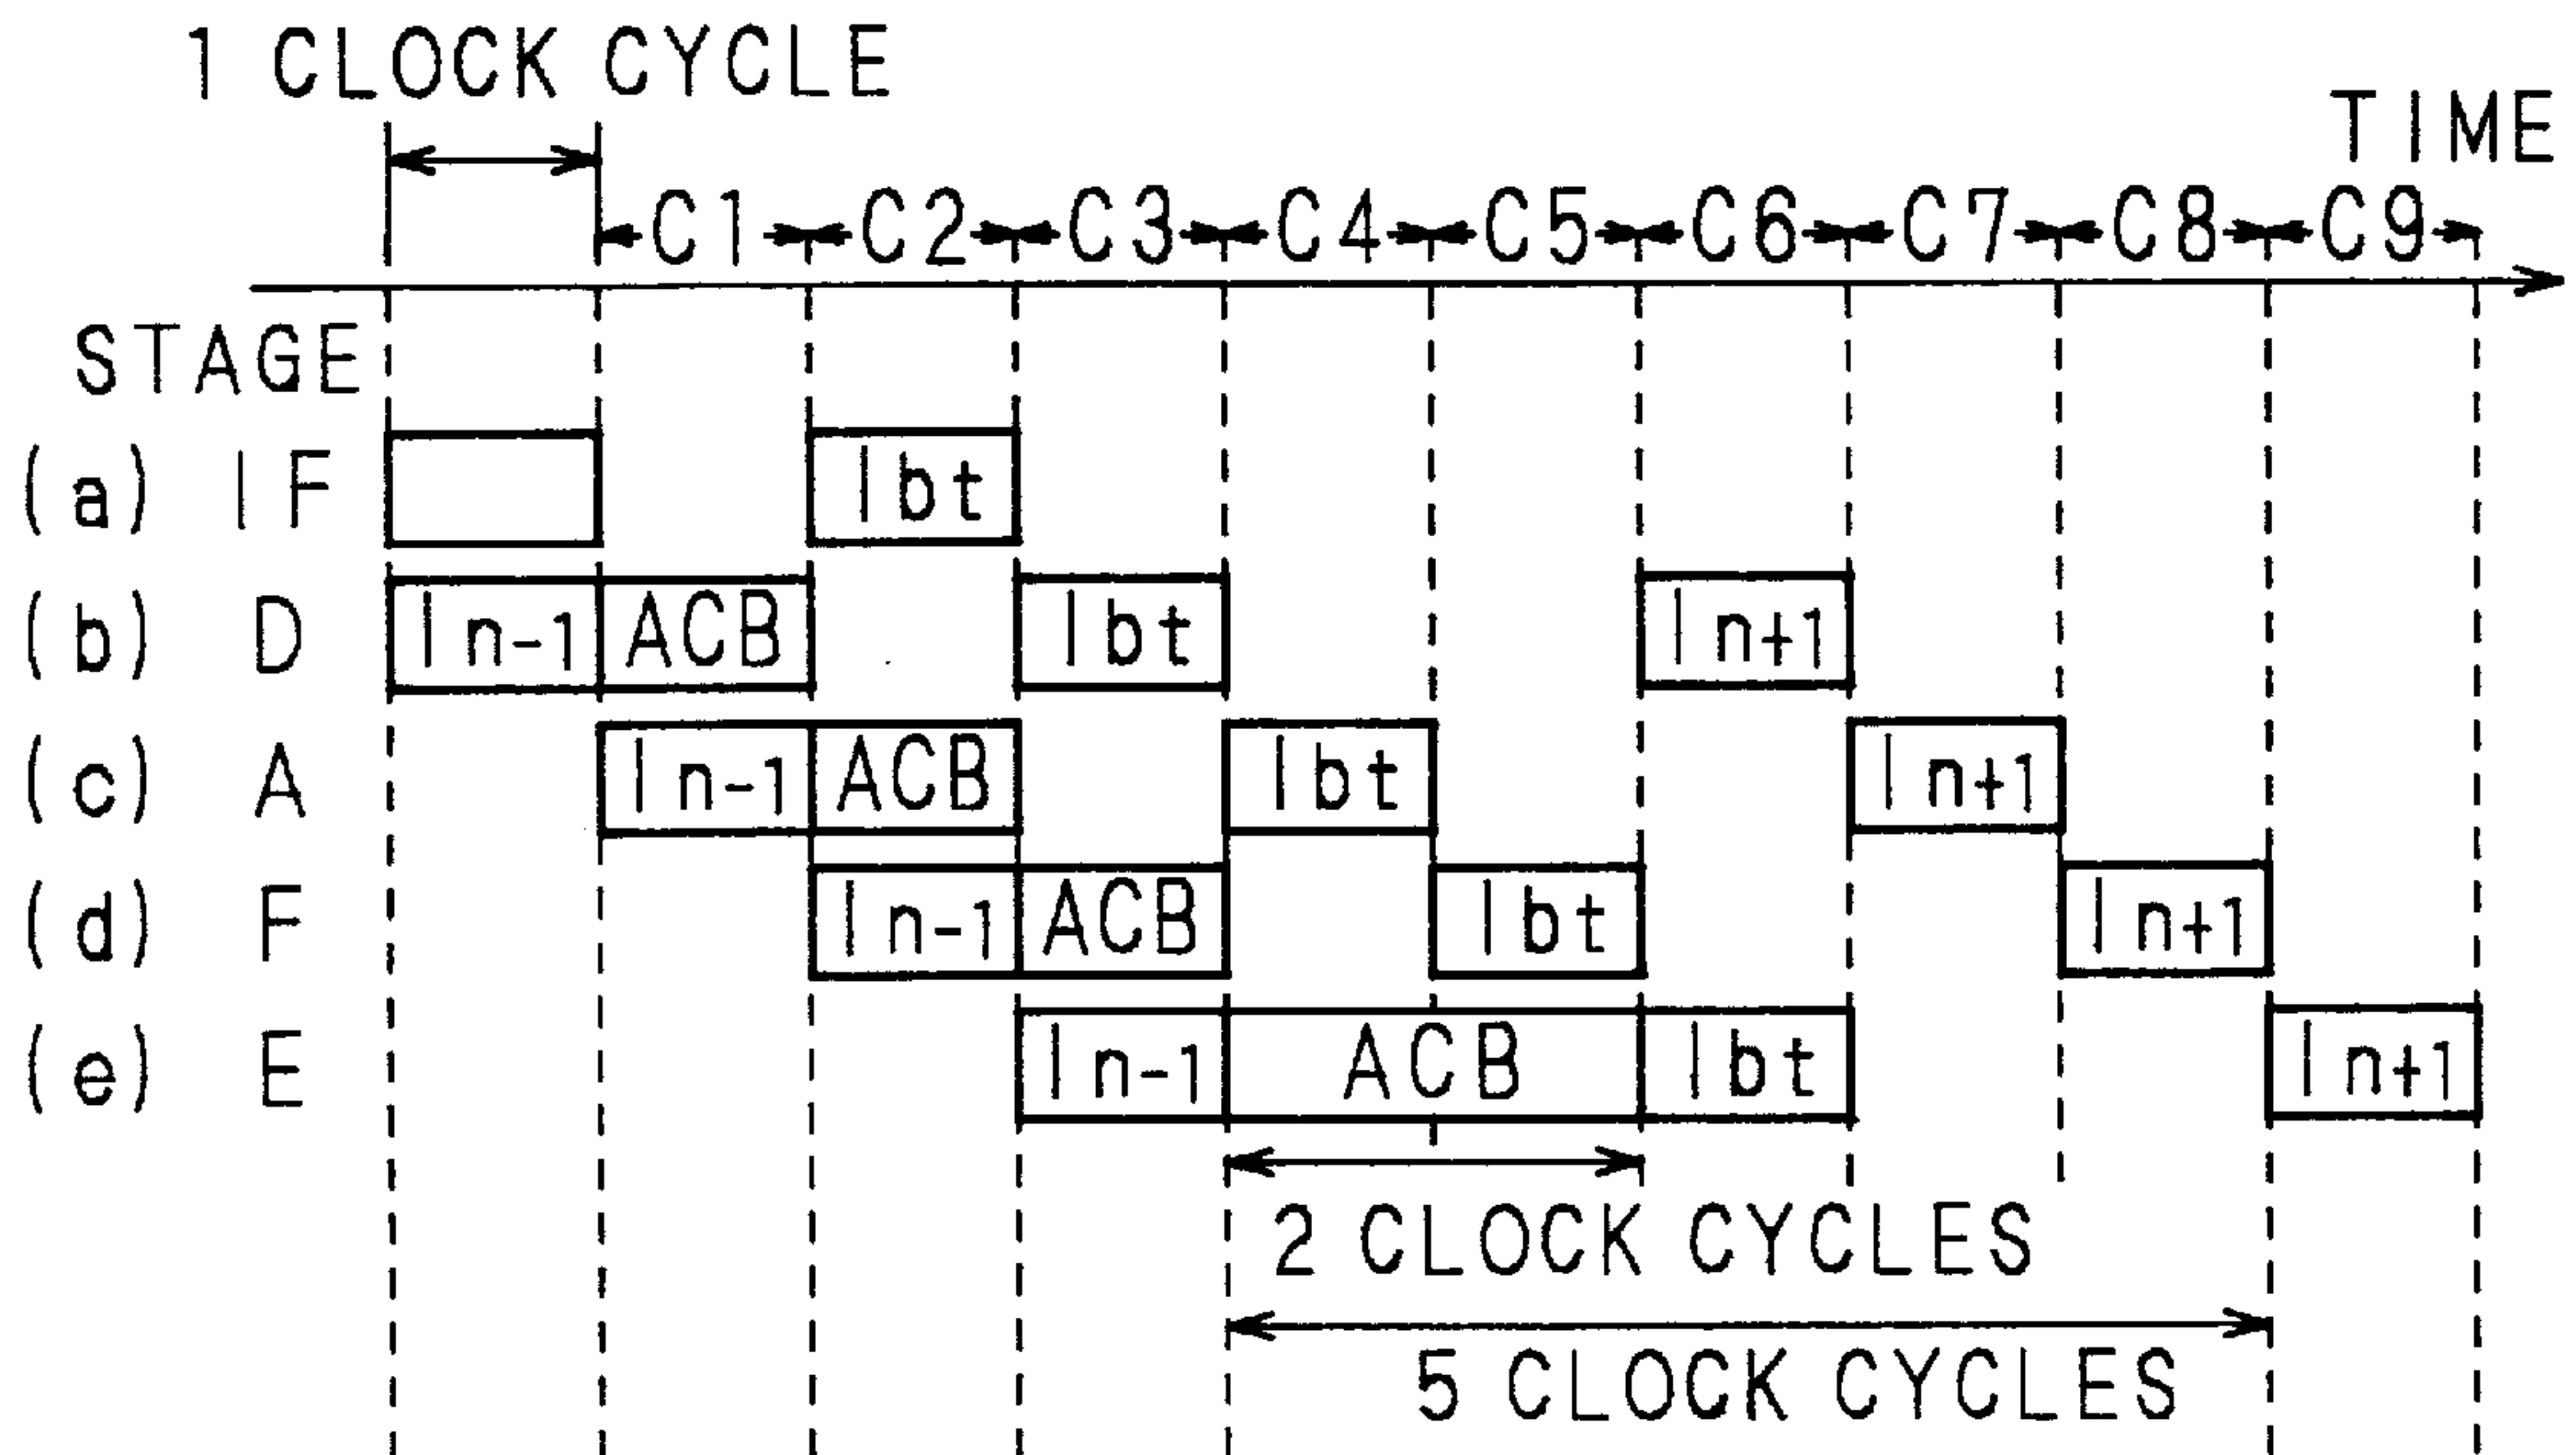 1 CLOCK CYCLE
TIME
C1 C2 C3 C4 C5 C6 C7 C8 C9
STAGE
(a) IF Ibt
(b) D In-1 ACB Ibt In+1
(c) A In-1 ACB Ibt In+1
(d) F In-1 ACB Ibt In+1
(e) E In-1 ACB Ibt In+1
2 CLOCK CYCLES
5 CLOCK CYCLES